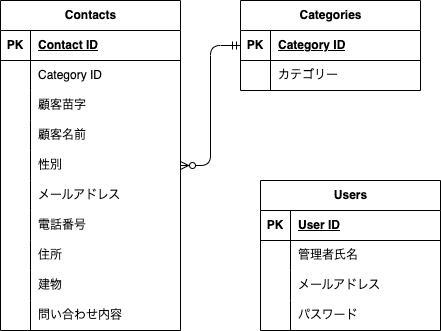 Contacts
PK Contact ID
Category ID
顧客苗字
顧客名前
性別
メールアドレス
電話番号
住所
建物
問い合わせ内容
Categories
PK Category ID
カテゴリー
Users
PK User ID
管理者氏名
メールアドレス
パスワード